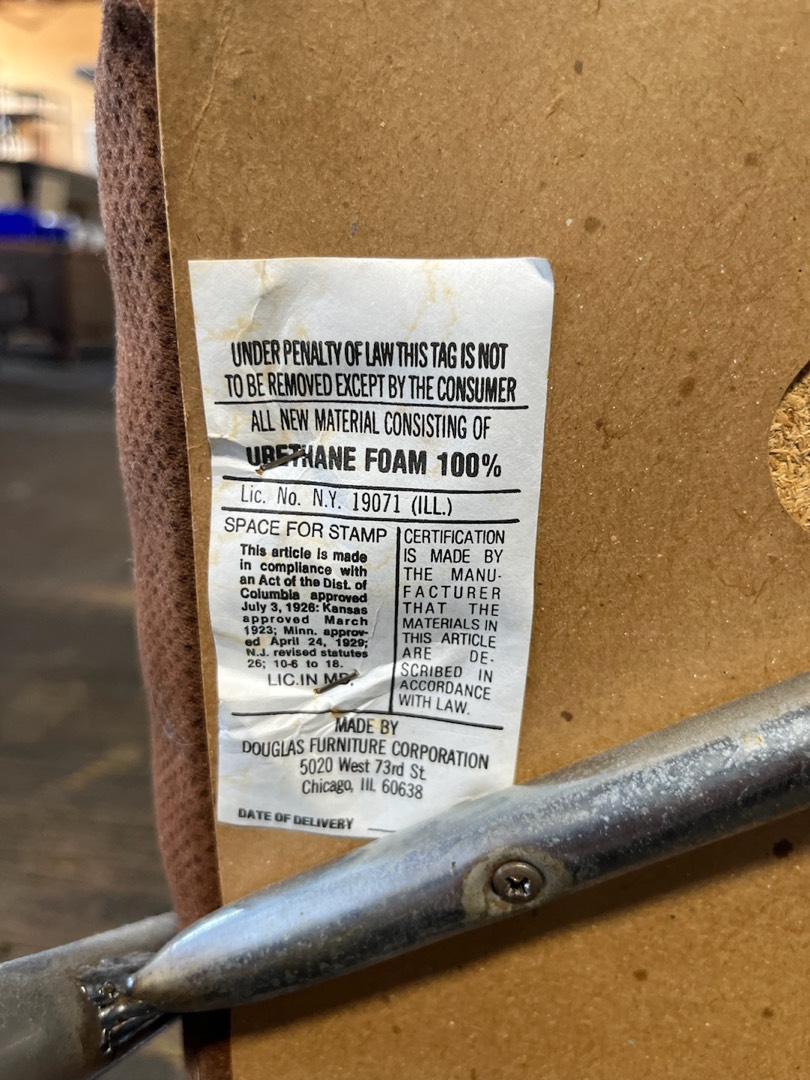 UNDER PENALTY OF LAW THIS TAG IS NOT
TO BE REMOVED EXCEPT BY THE CONSUMER
ALL NEW MATERIAL CONSISTING OF
URETHANE FOAM 100%
Lic. No. N.Y. 19071 (ILL.)
SPACE FOR STAMP
This article is made
in compliance with
an Act of the Dist. of
Columbia approved
July 3, 1926: Kansas
approved March
1923; Minn. approv-
ed April 24, 1929;
N.J. revised statutes
26; 10-6 to 18.
LIC.IN MD.
CERTIFICATION
IS MADE BY
THE MANU-
FACTURER
THAT THE
MATERIALS IN
THIS ARTICLE
ARE DE-
SCRIBED IN
ACCORDANCE
WITH LAW.
MADE BY
DOUGLAS FURNITURE CORPORATION
5020 West 73rd St.
Chicago, Ill. 60638
DATE OF DELIVERY